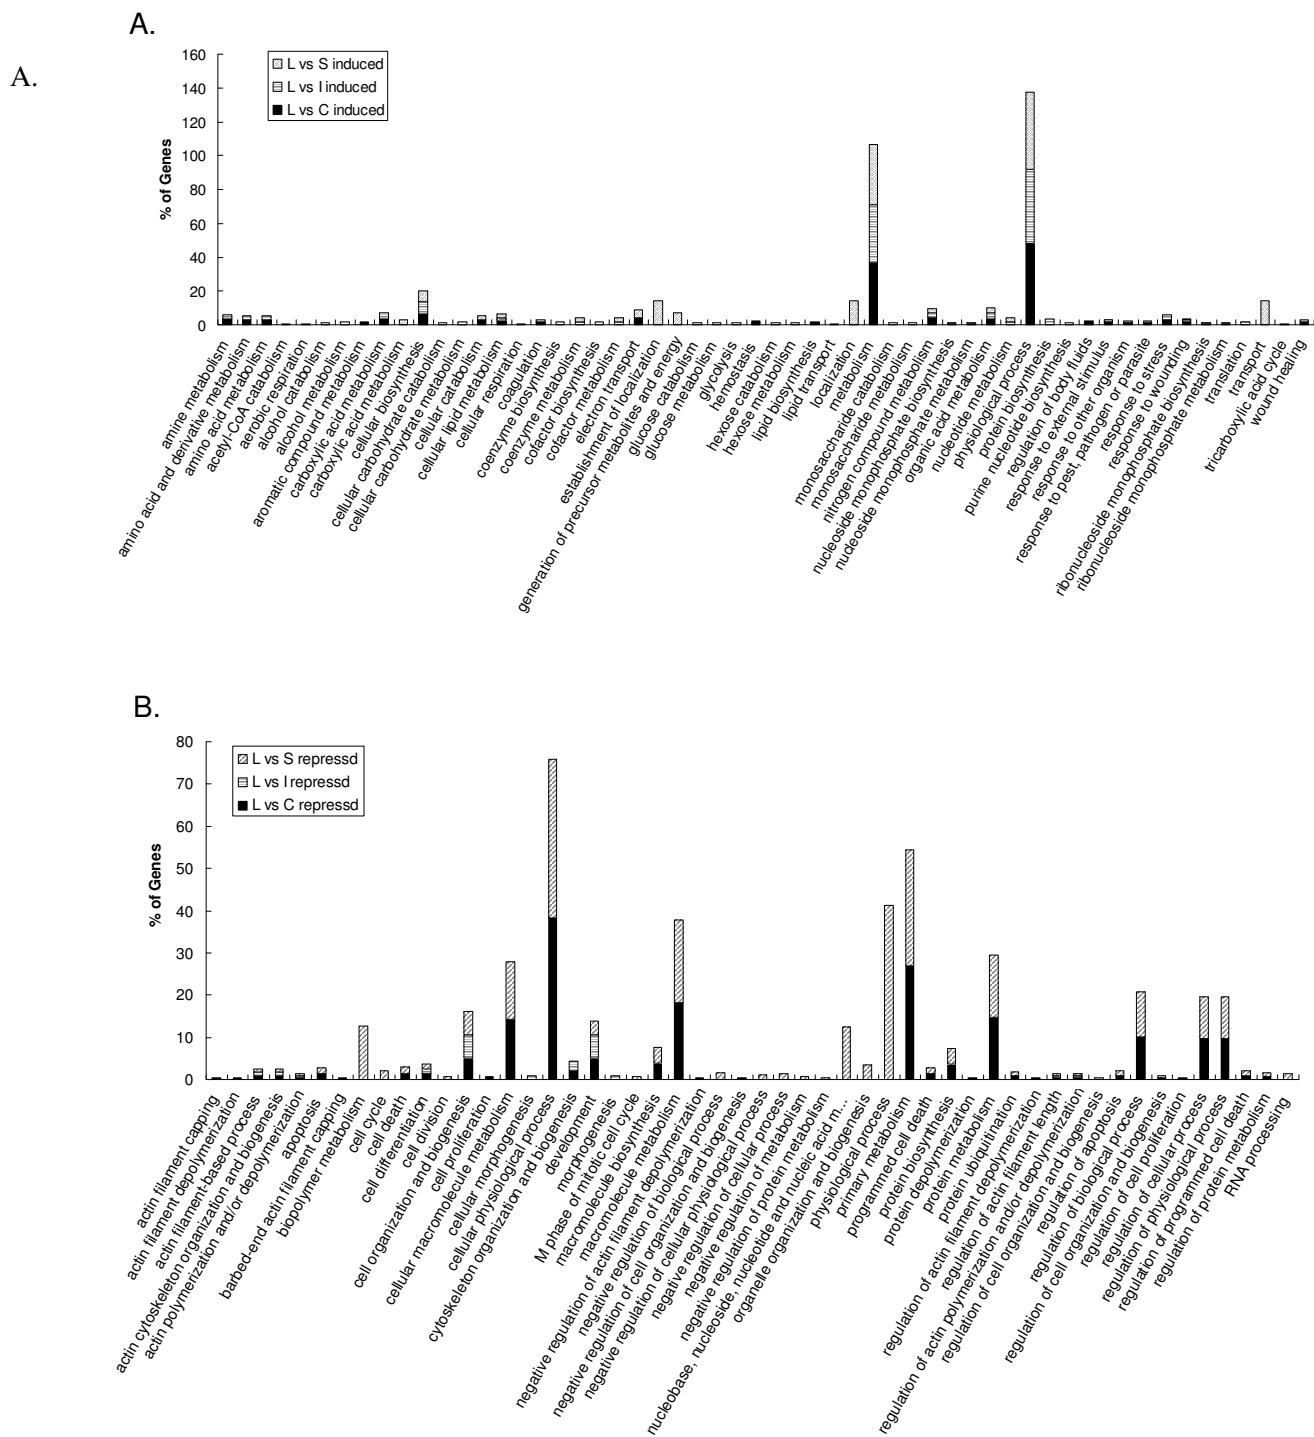 A.
A.
160
140
120
100
80
60
40
20
0
% of Genes
L vs S induced
L vs I induced
L vs C induced
amine metabolism
amino acid and derivative metabolism
amino acid metabolism
acetyl-CoA catabolism
aerobic respiration
alcohol catabolism
alcohol metabolism
aromatic compound metabolism
carboxylic acid metabolism
carboxylic acid metabolism
cellular biosynthesis
cellular carbohydrate catabolism
cellular carbohydrate metabolism
cellular catabolism
cellular lipid metabolism
cellular respiration
coagulation
coenzyme biosynthesis
coenzyme metabolism
cofactor biosynthesis
cofactor metabolism
electron transport
establishment of localization
generation of precursor metabolites and energy
glucose catabolism
glucose metabolism
glycolysis
hemostasis
hexose catabolism
hexose metabolism
lipid biosynthesis
lipid transport
localization
metabolism
monosaccharide catabolism
monosaccharide metabolism
nitrogen compound metabolism
nucleoside monophosphate biosynthesis
nucleoside monophosphate metabolism
organic acid metabolism
nucleotide metabolism
physiological process
protein biosynthesis
purine nucleotide biosynthesis
regulation of body fluids
response to external stimulus
response to other organism
response to pest, pathogen or parasite
response to stress
response to wounding
ribonucleoside monophosphate biosynthesis
ribonucleoside monophosphate metabolism
translation
transport
tricarboxylic acid cycle
wound healing
B.
80
70
60
50
40
30
20
10
0
% of Genes
L vs S repressd
L vs I repressd
L vs C repressd
actin filament capping
actin filament depolymerization
actin filament-based process
actin cytoskeleton organization and biogenesis
actin polymerization and/or depolymerization
apoptosis
barbed-end actin filament capping
biopolymer metabolism
cell cycle
cell death
cell differentiation
cell division
cell organization and biogenesis
cell proliferation
cellular macromolecule metabolism
cellular morphogenesis
cellular physiological process
cytoskeleton organization and biogenesis
development
morphogenesis
M phase of mitotic cell cycle
macromolecule biosynthesis
macromolecule metabolism
negative regulation of actin filament depolymerization
negative regulation of biological process
negative regulation of cell organization and biogenesis
negative regulation of cellular physiological process
negative regulation of cellular process
negative regulation of metabolism
negative regulation of protein metabolism
nucleobase, nucleoside, nucleotide and nucleic acid m...
organelle organization and biogenesis
physiological process
primary metabolism
programmed cell death
protein biosynthesis
protein depolymerization
protein metabolism
protein ubiquitination
regulation of actin filament depolymerization
regulation of actin filament length
regulation of actin polymerization and/or depolymerization
regulation of cell organization and biogenesis
regulation of apoptosis
regulation of biological process
regulation of cell organization and biogenesis
regulation of cell proliferation
regulation of cellular process
regulation of physiological process
regulation of programmed cell death
regulation of protein metabolism
RNA processing